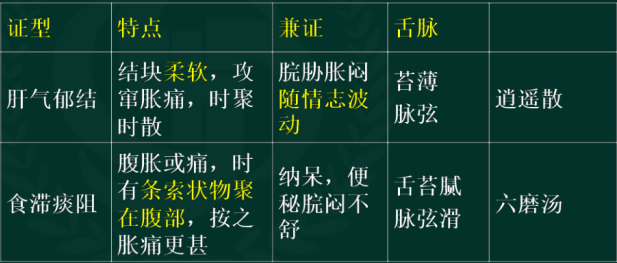 证型 特点 兼证 舌脉
肝气郁结
结块柔软，攻
窜胀痛，时聚
时散
脘胁胀闷
随情志波
动
苔薄
脉弦
逍遥散
食滞痰阻
腹胀或痛，时
有条索状物聚
在腹部，按之
胀痛更甚
纳呆，便
秘脘闷不
舒
舌苔腻
脉弦滑
六磨汤